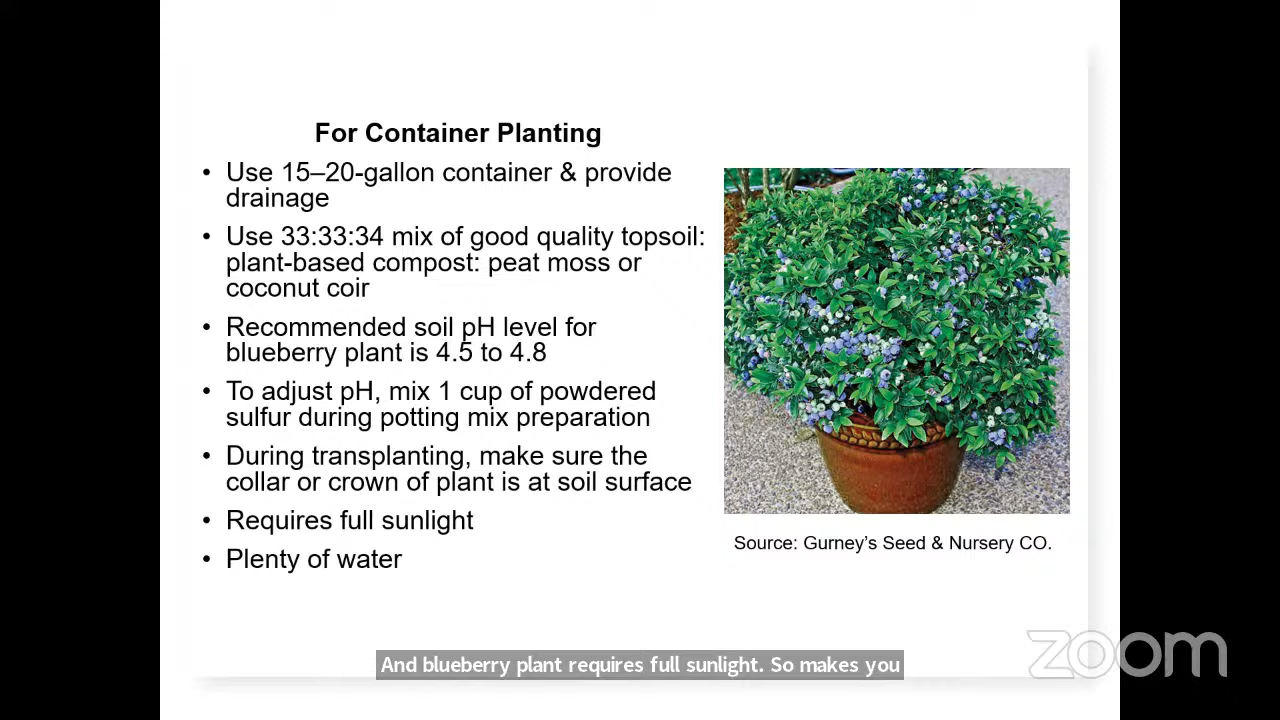 For Container Planting
• Use 15–20-gallon container & provide
drainage
• Use 33:33:34 mix of good quality topsoil:
plant-based compost: peat moss or
coconut coir
• Recommended soil pH level for
blueberry plant is 4.5 to 4.8
• To adjust pH, mix 1 cup of powdered
sulfur during potting mix preparation
• During transplanting, make sure the
collar or crown of plant is at soil surface
• Requires full sunlight
• Plenty of water
Source: Gurney's Seed & Nursery CO.
And blueberry plant requires full sunlight. So makes you
zoom